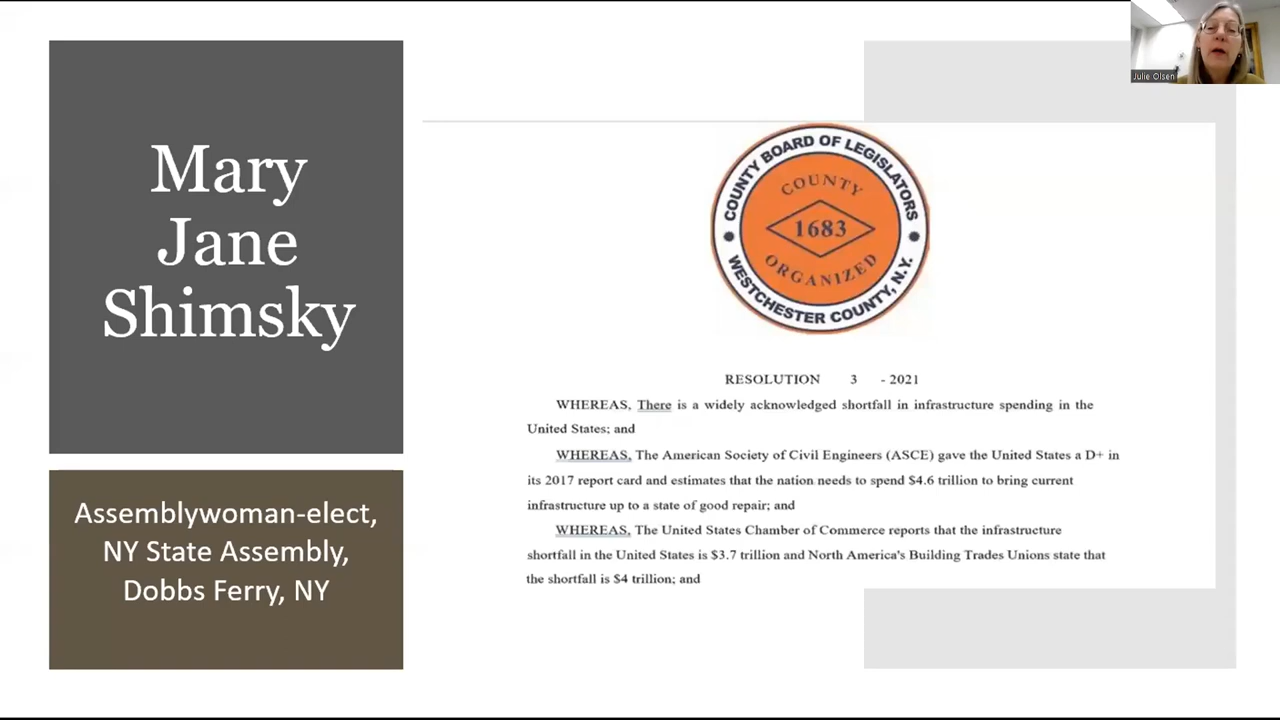 Mary
Jane
Shimsky
Assemblywoman-elect,
NY State Assembly,
Dobbs Ferry, NY
COUNTY BOARD OF LEGISLATORS
WESTCHESTER COUNTY, N.Y.
COUNTY
1683
ORGANIZED
RESOLUTION 3 - 2021
WHEREAS, There is a widely acknowledged shortfall in infrastructure spending in the
United States; and
WHEREAS, The American Society of Civil Engineers (ASCE) gave the United States a D+ in
its 2017 report card and estimates that the nation needs to spend $4.6 trillion to bring current
infrastructure up to a state of good repair; and
WHEREAS, The United States Chamber of Commerce reports that the infrastructure
shortfall in the United States is $3.7 trillion and North America's Building Trades Unions state that
the shortfall is $4 trillion; and
Julie Olsen